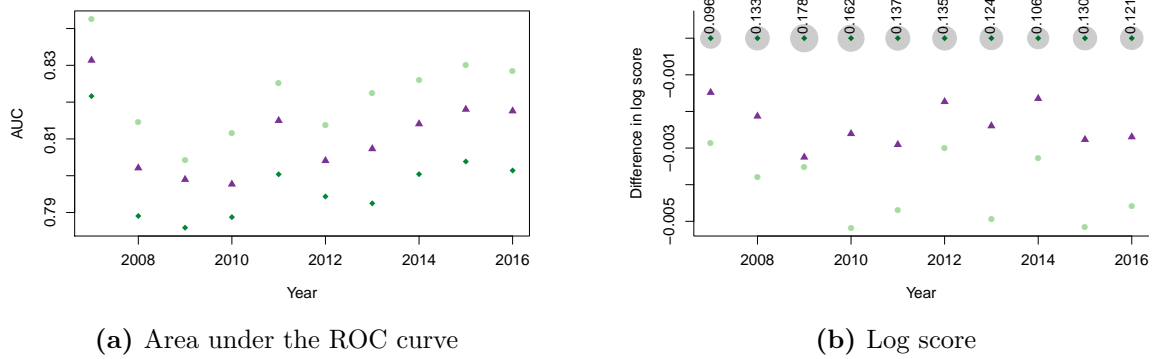 0.83
0.81
0.79
AUC
2008 2010 2012 2014 2016
Year
(a) Area under the ROC curve
0.096 0.133 0.178 0.162 0.137 0.135 0.124 0.106 0.130 0.121
−0.001
−0.003
−0.005
Difference in log score
2008 2010 2012 2014 2016
Year
(b) Log score